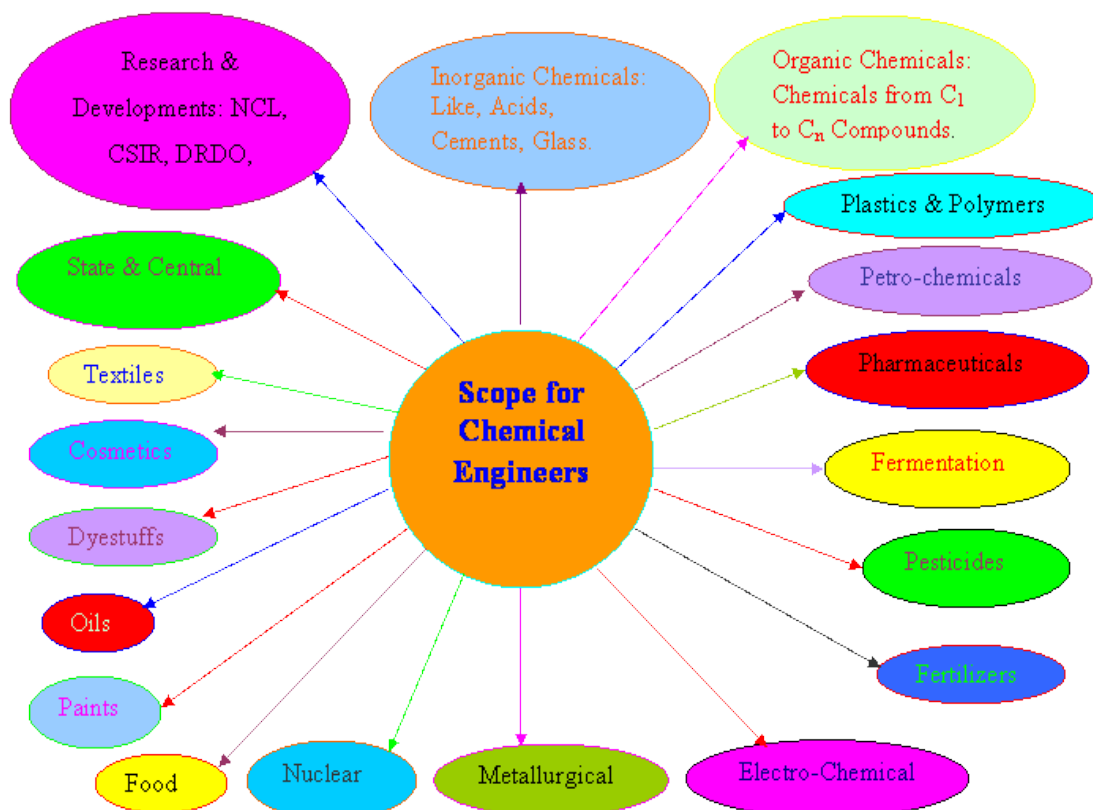 Research &
Developments: NCL,
CSIR, DRDO,
Inorganic Chemicals:
Like, Acids,
Cements, Glass.
Organic Chemicals:
Chemicals from C1
to Cn Compounds.
Plastics & Polymers
State & Central
Petro-chemicals
Textiles
Pharmaceuticals
Scope for
Chemical
Engineers
Cosmetics
Fermentation
Dyestuffs
Pesticides
Oils
Fertilizers
Paints
Food
Nuclear
Metallurgical
Electro-Chemical